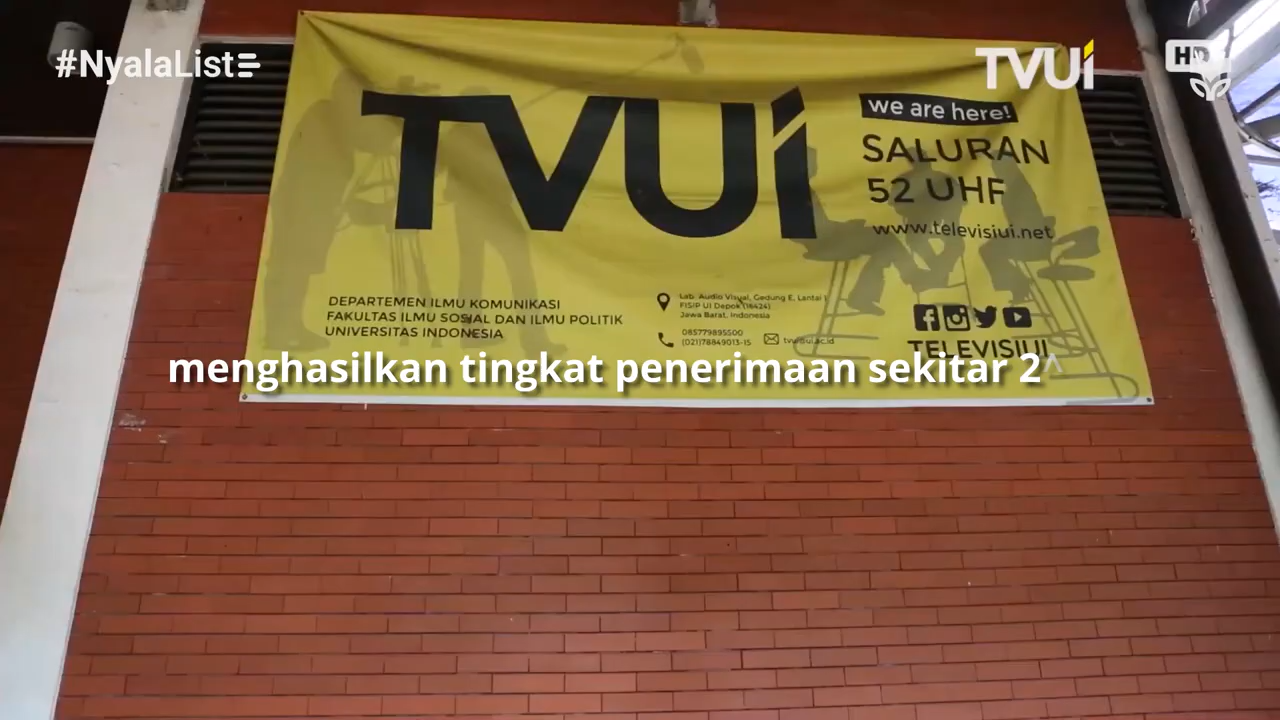 #NyalaList
TVUi
HD
TVUi
we are here!
SALURAN
52 UHF
www.televisiui.net
DEPARTEMEN ILMU KOMUNIKASI
FAKULTAS ILMU SOSIAL DAN ILMU POLITIK
UNIVERSITAS INDONESIA
Lab. Audio Visual, Gedung E, Lantai 1
FISIP UI Depok (16424)
Jawa Barat, Indonesia
085779895500
(021)78849013-15
tvui@ui.ac.id
TELEVISIUI
menghasilkan tingkat penerimaan sekitar 2^